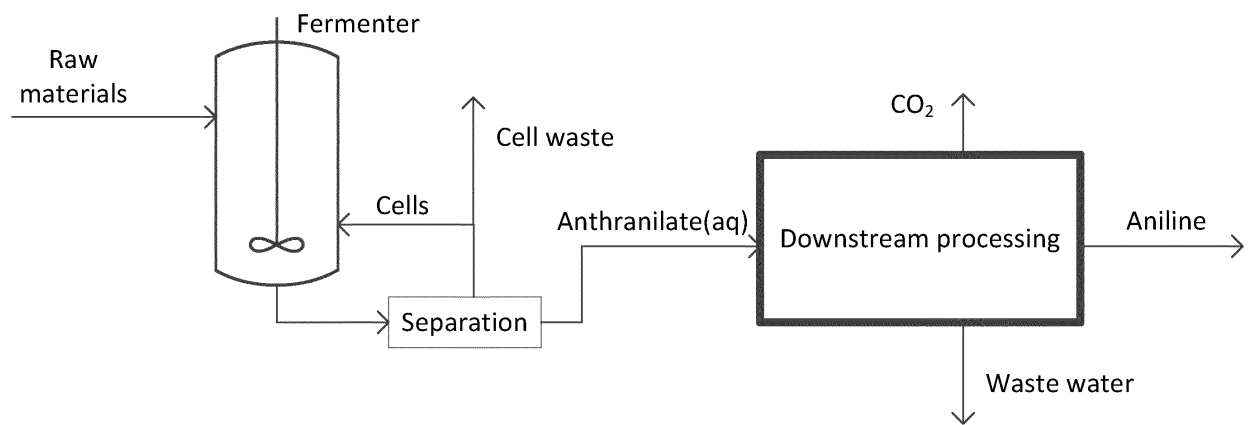 Fermenter
Raw
materials
CO₂
Cell waste
Cells
Anthranilate(aq)
Downstream processing
Aniline
Separation
Waste water